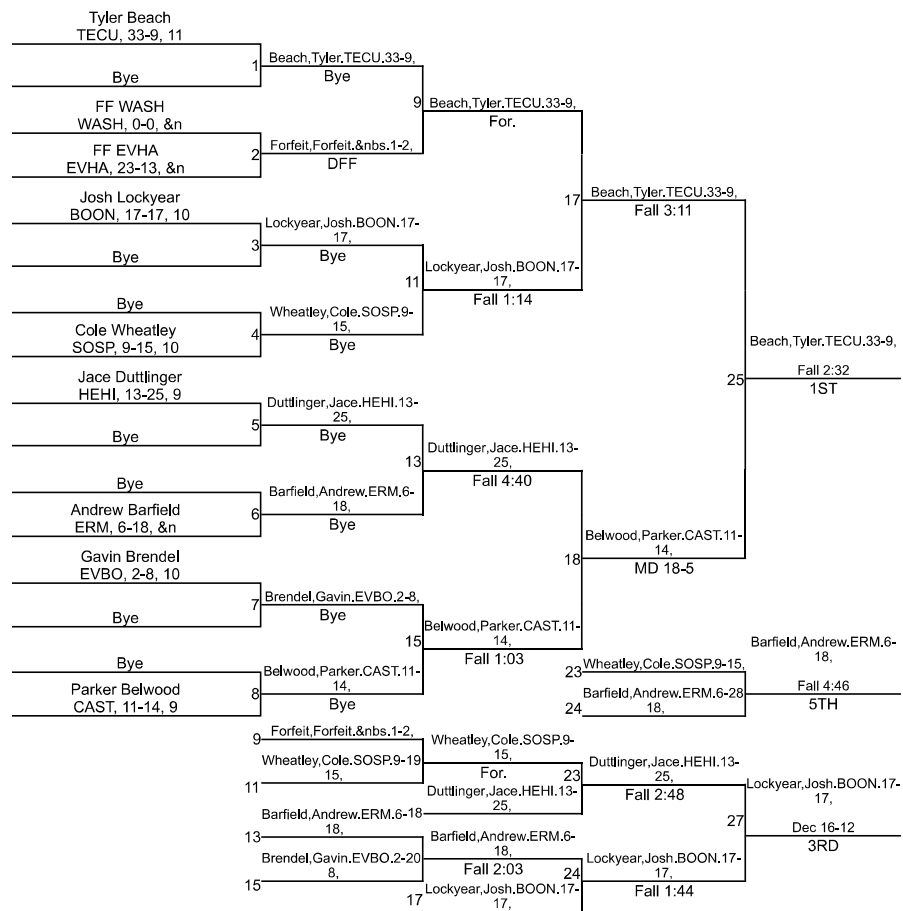 Tyler Beach
TECU, 33-9, 11
1
Beach,Tyler.TECU.33-9,
Bye
Bye
9
Beach,Tyler.TECU.33-9,
For.
FF WASH
WASH, 0-0, &n
2
Forfeit,Forfeit.&nbs.1-2,
DFF
FF EVHA
EVHA, 23-13, &n
17
Beach,Tyler.TECU.33-9,
Fall 3:11
Josh Lockyear
BOON, 17-17, 10
3
Lockyear,Josh.BOON.17-
17,
Bye
Bye
11
Lockyear,Josh.BOON.17-
17,
Fall 1:14
Bye
4
Wheatley,Cole.SOSP.9-
15,
Bye
Cole Wheatley
SOSP, 9-15, 10
25
Beach,Tyler.TECU.33-9,
Fall 2:32
1ST
Jace Duttlinger
HEHI, 13-25, 9
5
Duttlinger,Jace.HEHI.13-
25,
Bye
Bye
13
Duttlinger,Jace.HEHI.13-
25,
Fall 4:40
Bye
6
Barfield,Andrew.ERM.6-
18,
Bye
Andrew Barfield
ERM, 6-18, &n
18
Belwood,Parker.CAST.11-
14,
MD 18-5
Gavin Brendel
EVBO, 2-8, 10
7
Brendel,Gavin.EVBO.2-8,
Bye
Bye
15
Belwood,Parker.CAST.11-
14,
Fall 1:03
Bye
8
Belwood,Parker.CAST.11-
14,
Bye
Parker Belwood
CAST, 11-14, 9
23
Wheatley,Cole.SOSP.9-15,
24
Barfield,Andrew.ERM.6-28
18,
Barfield,Andrew.ERM.6-
18,
Fall 4:46
5TH
9
Forfeit,Forfeit.&nbs.1-2,
11
Wheatley,Cole.SOSP.9-19
15,
Wheatley,Cole.SOSP.9-
15,
For.
23
Duttlinger,Jace.HEHI.13-
25,
Fall 2:48
Duttlinger,Jace.HEHI.13-
25,
13
Barfield,Andrew.ERM.6-18
18,
15
Brendel,Gavin.EVBO.2-20
8,
Barfield,Andrew.ERM.6-
18,
Fall 2:03
17
Lockyear,Josh.BOON.17-
17,
24
Lockyear,Josh.BOON.17-
17,
Fall 1:44
27
Lockyear,Josh.BOON.17-
17,
Dec 16-12
3RD